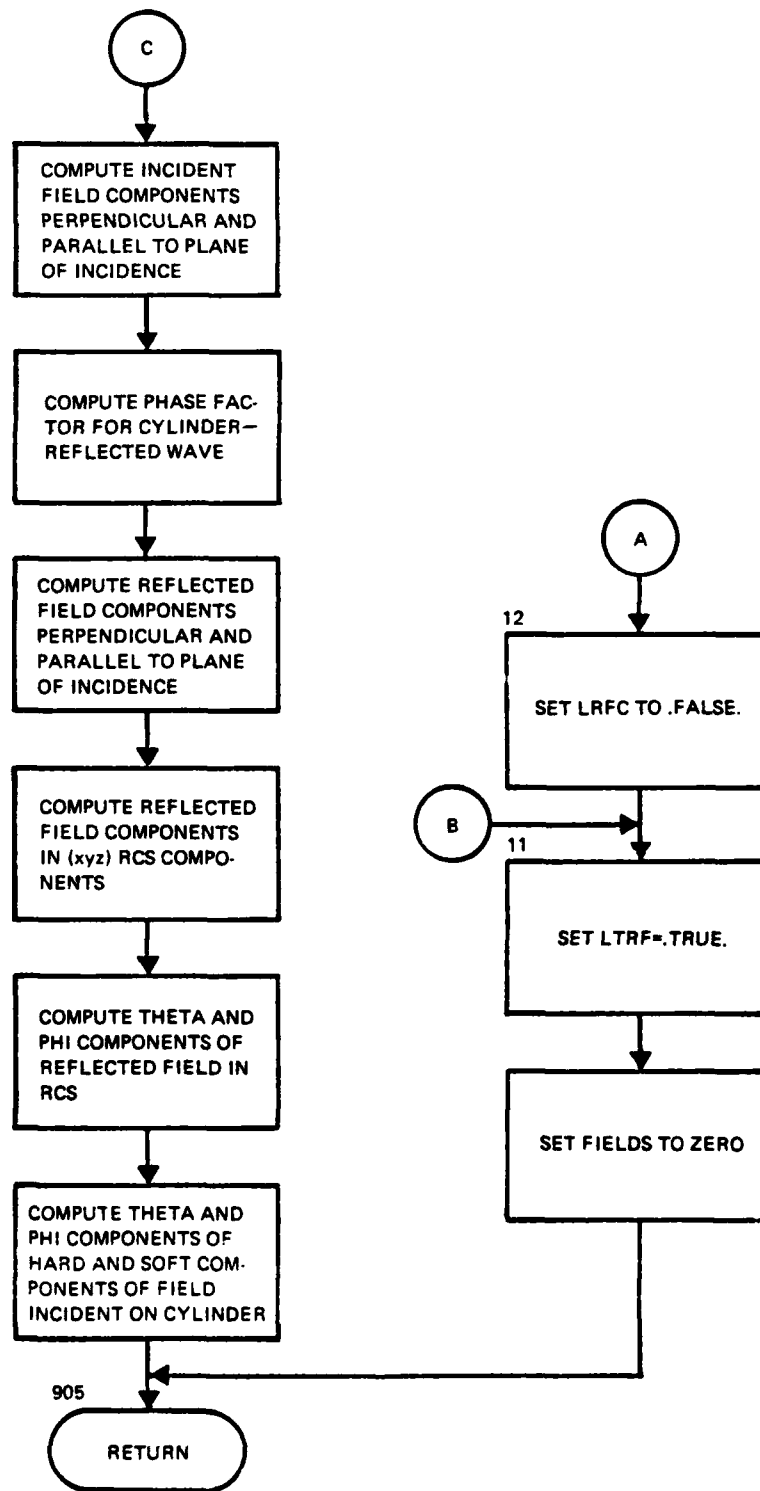 C
COMPUTE INCIDENT
FIELD COMPONENTS
PERPENDICULAR AND
PARALLEL TO PLANE
OF INCIDENCE
COMPUTE PHASE FAC-
TOR FOR CYLINDER—
REFLECTED WAVE
COMPUTE REFLECTED
FIELD COMPONENTS
PERPENDICULAR AND
PARALLEL TO PLANE
OF INCIDENCE
COMPUTE REFLECTED
FIELD COMPONENTS
IN (xyz) RCS COMPO-
NENTS
COMPUTE THETA AND
PHI COMPONENTS OF
REFLECTED FIELD IN
RCS
COMPUTE THETA AND
PHI COMPONENTS OF
HARD AND SOFT COM-
PONENTS OF FIELD
INCIDENT ON CYLINDER
905
RETURN
A
12
SET LRFC TO .FALSE.
B
11
SET LTRF=.TRUE.
SET FIELDS TO ZERO